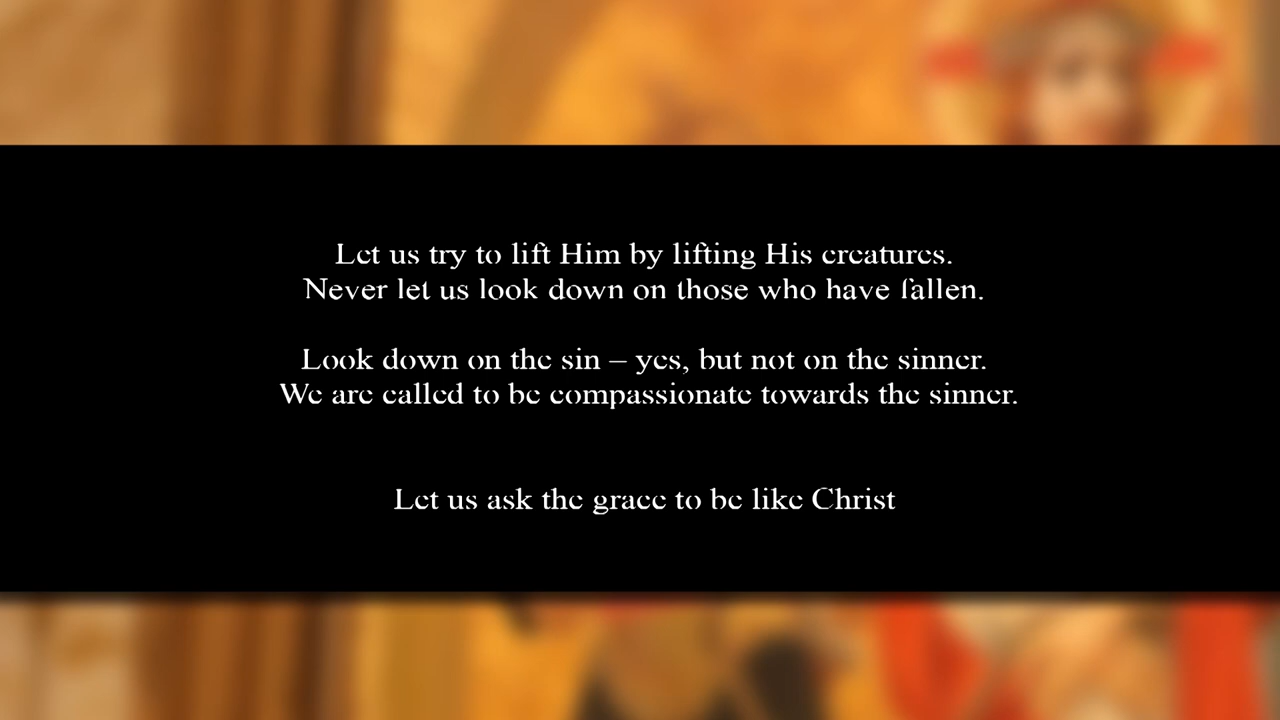 Let us try to lift Him by lifting His creatures.
Never let us look down on those who have fallen.
Look down on the sin – yes, but not on the sinner.
We are called to be compassionate towards the sinner.
Let us ask the grace to be like Christ